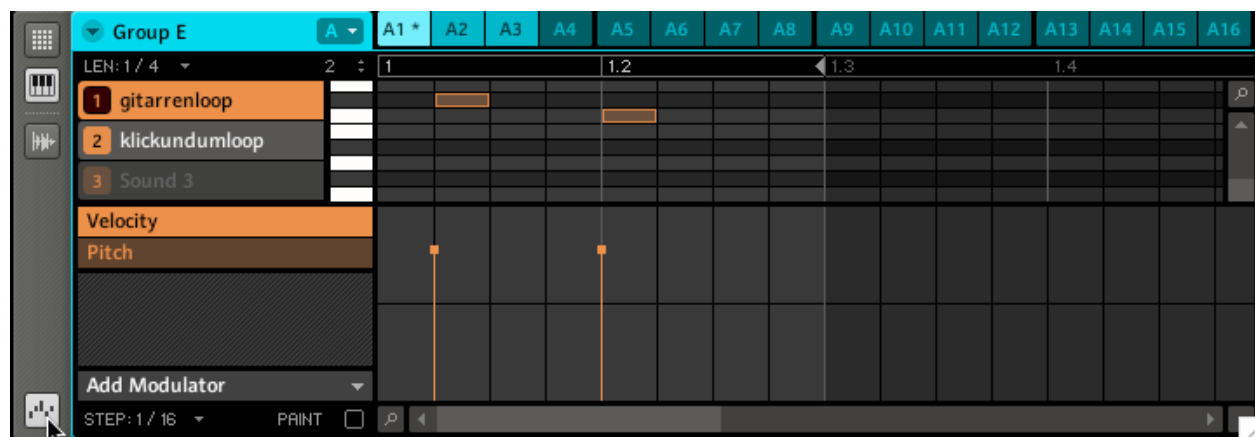 Group E A A1 * A2 A3 A4 A5 A6 A7 A8 A9 A10 A11 A12 A13 A14 A15 A16
LEN: 1 / 4 2 1 1.2 1.3 1.4
1 gitarrenloop
2 klickundumloop
3 Sound 3
Velocity
Pitch
Add Modulator
STEP: 1 / 16 PAINT